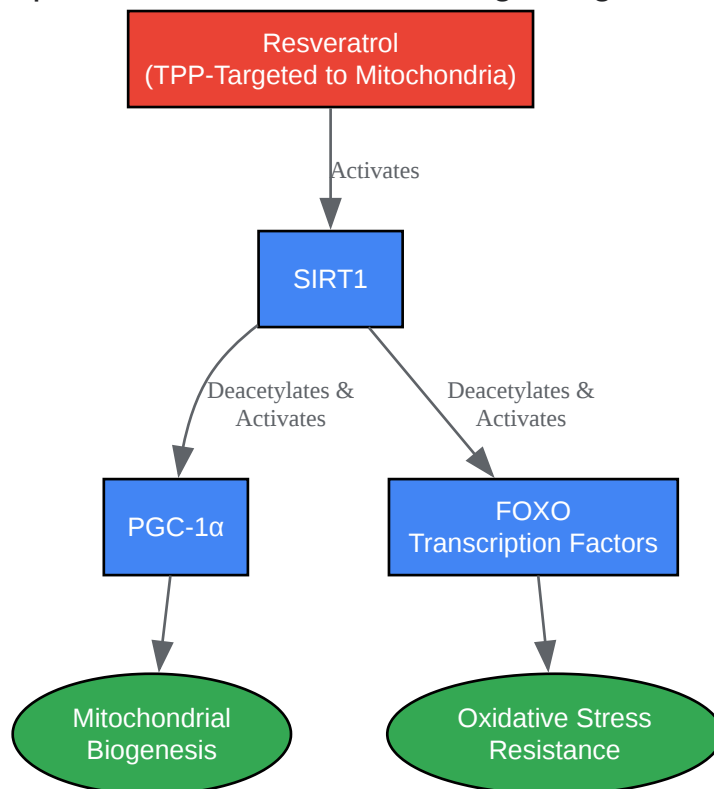 Resveratrol
(TPP-Targeted to Mitochondria)
Activates
SIRT1
Deacetylates &
Activates
Deacetylates &
Activates
PGC-1α
FOXO
Transcription Factors
Mitochondrial
Biogenesis
Oxidative Stress
Resistance